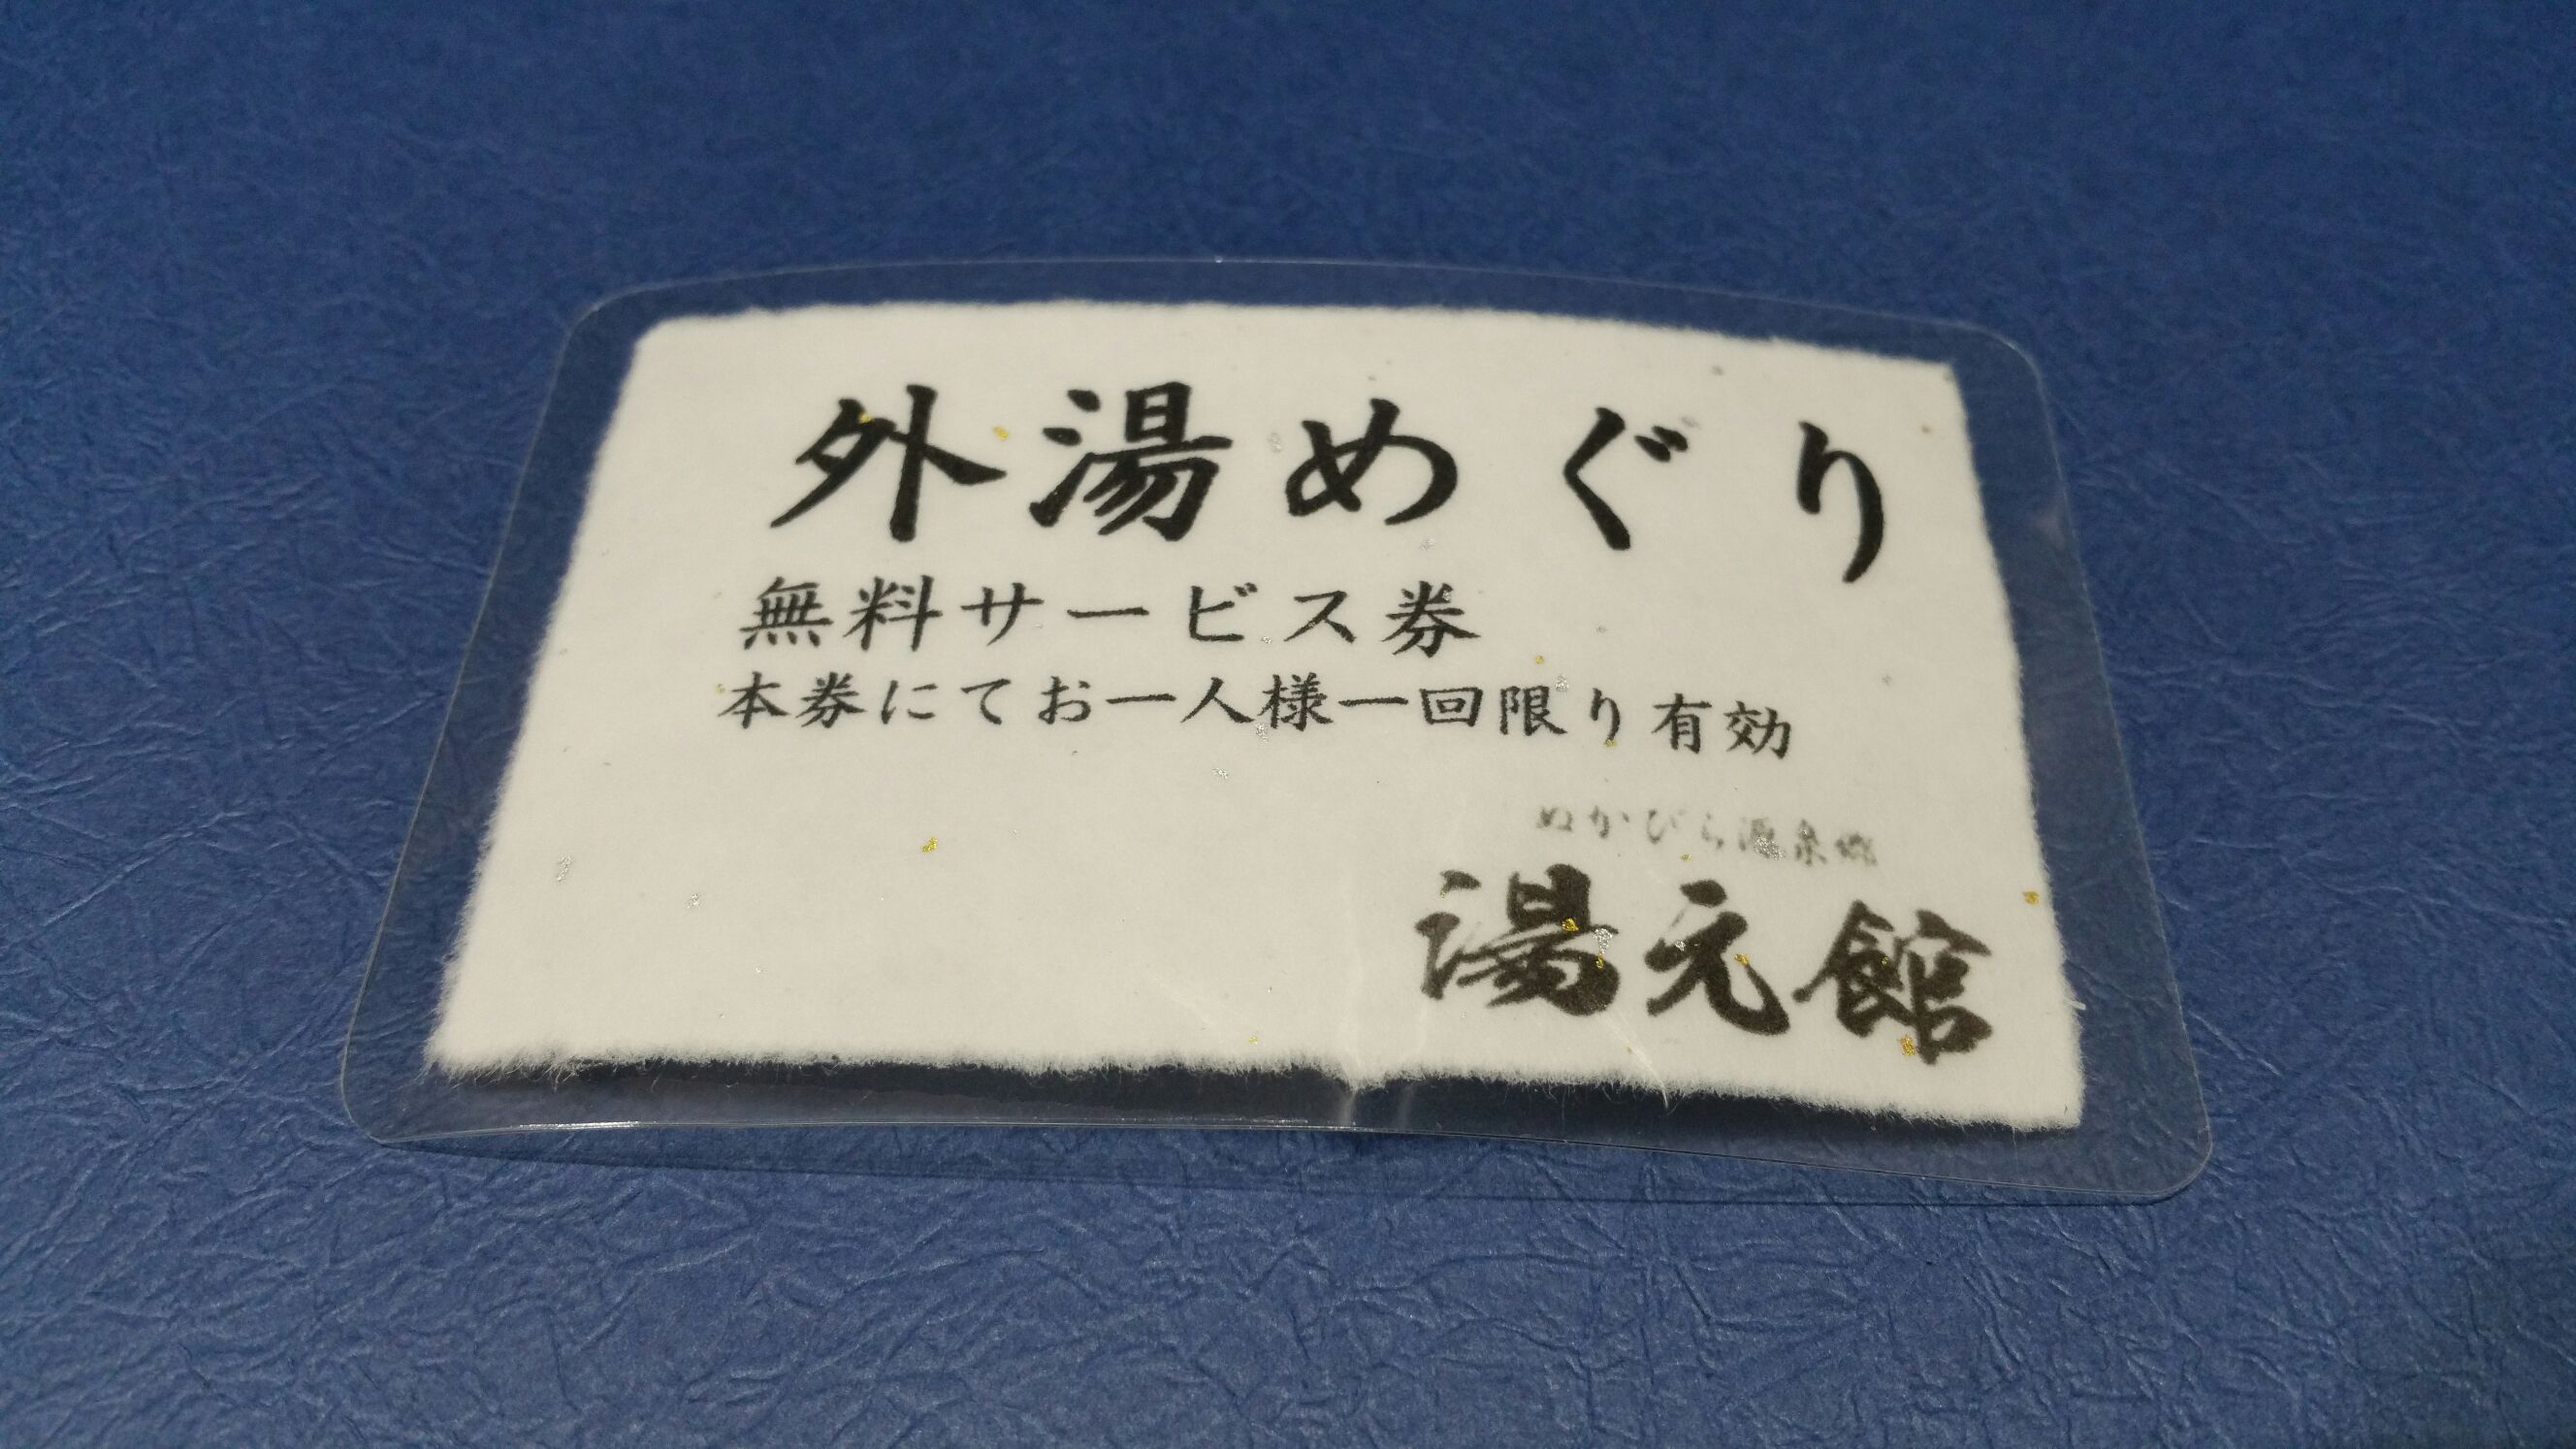 外湯めぐり
無料サービス券
本券にてお一人様一回限り有効
ぬかびら源泉郷
湯元館